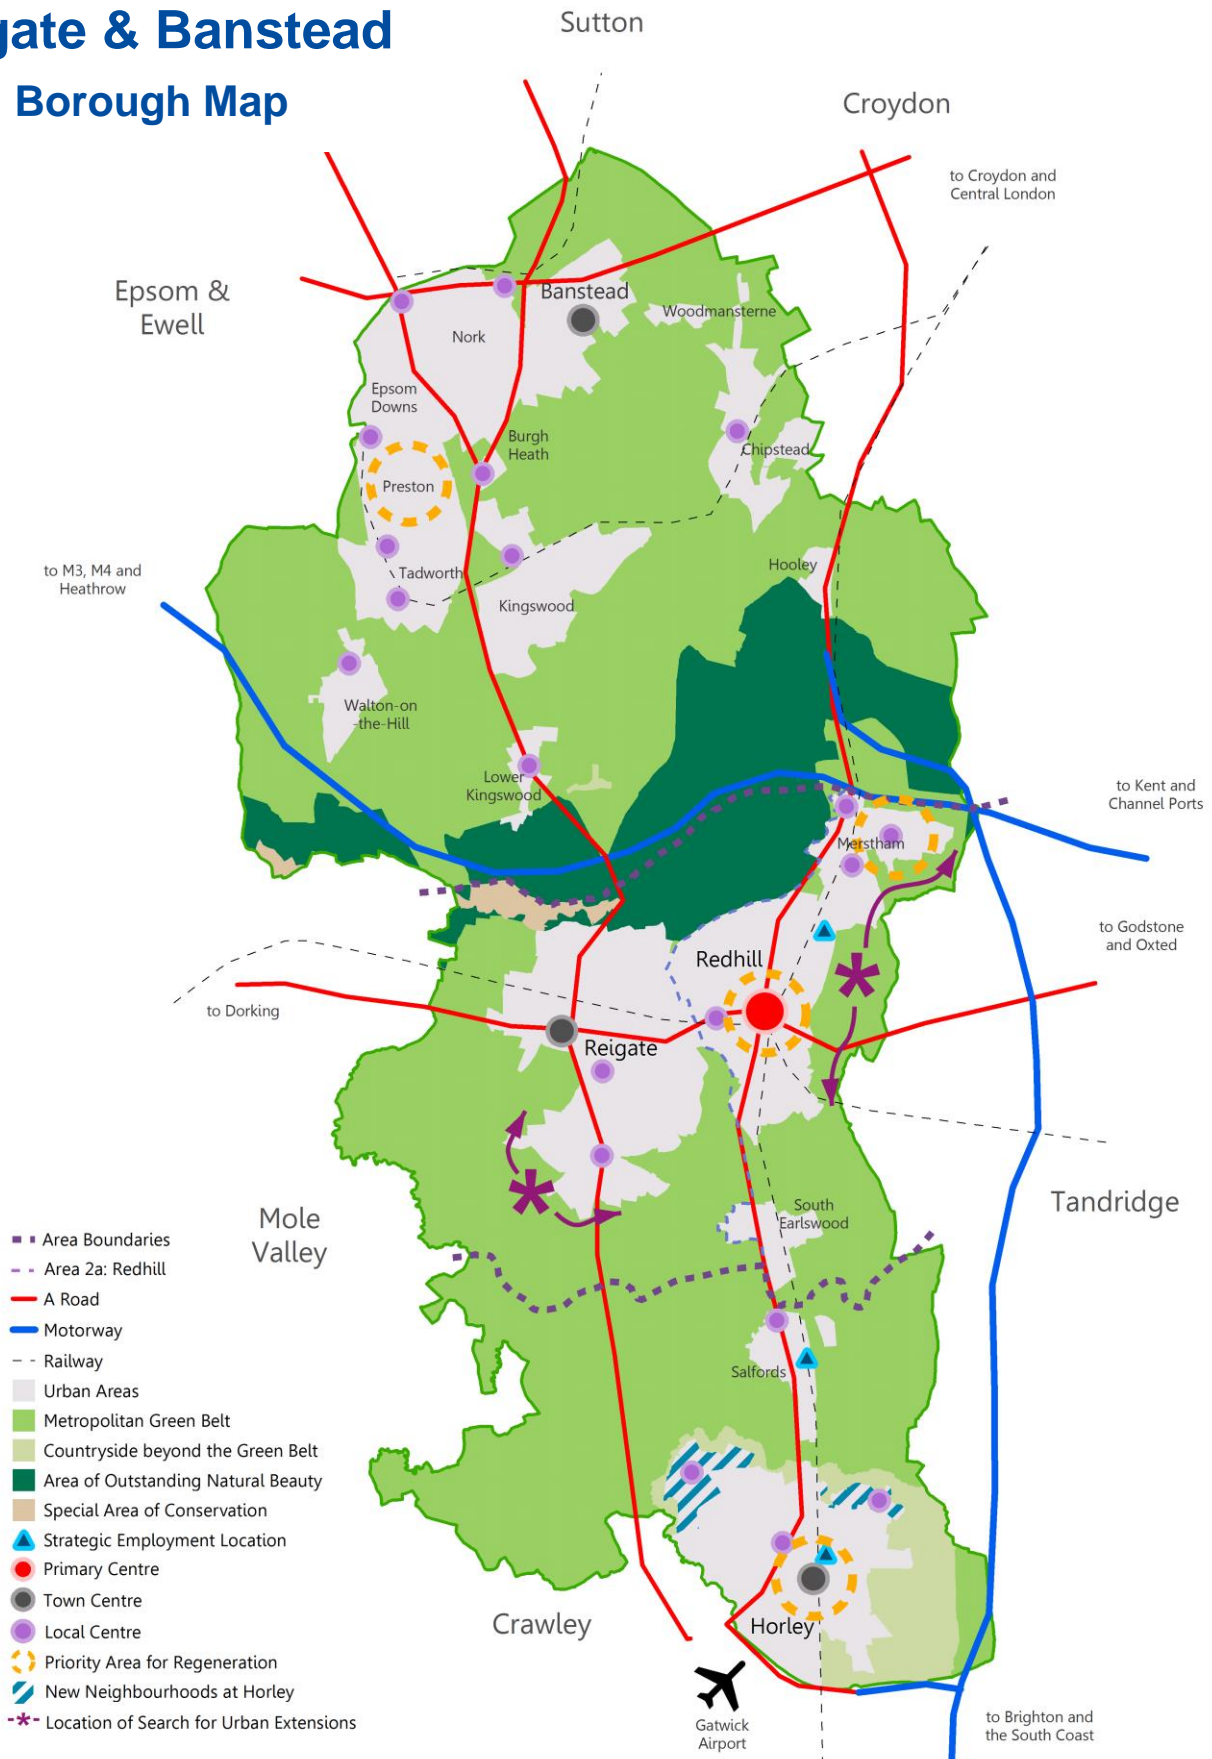 gate & Banstead
Borough Map
Sutton
Croydon
to Croydon and
Central London
Epsom &
Ewell
Banstead
Woodmansterne
Nork
Epsom
Downs
Burgh
Heath
Chipstead
Preston
to M3, M4 and
Heathrow
Hooley
Tadworth
Kingswood
Walton-on
-the-Hill
Lower
Kingswood
to Kent and
Channel Ports
Merstham
to Godstone
and Oxted
Redhill
to Dorking
Reigate
Tandridge
Mole
Valley
South
Earlswood
Salfords
Crawley
Horley
Gatwick
Airport
to Brighton and
the South Coast
Area Boundaries
Area 2a: Redhill
A Road
Motorway
Railway
Urban Areas
Metropolitan Green Belt
Countryside beyond the Green Belt
Area of Outstanding Natural Beauty
Special Area of Conservation
Strategic Employment Location
Primary Centre
Town Centre
Local Centre
Priority Area for Regeneration
New Neighbourhoods at Horley
Location of Search for Urban Extensions